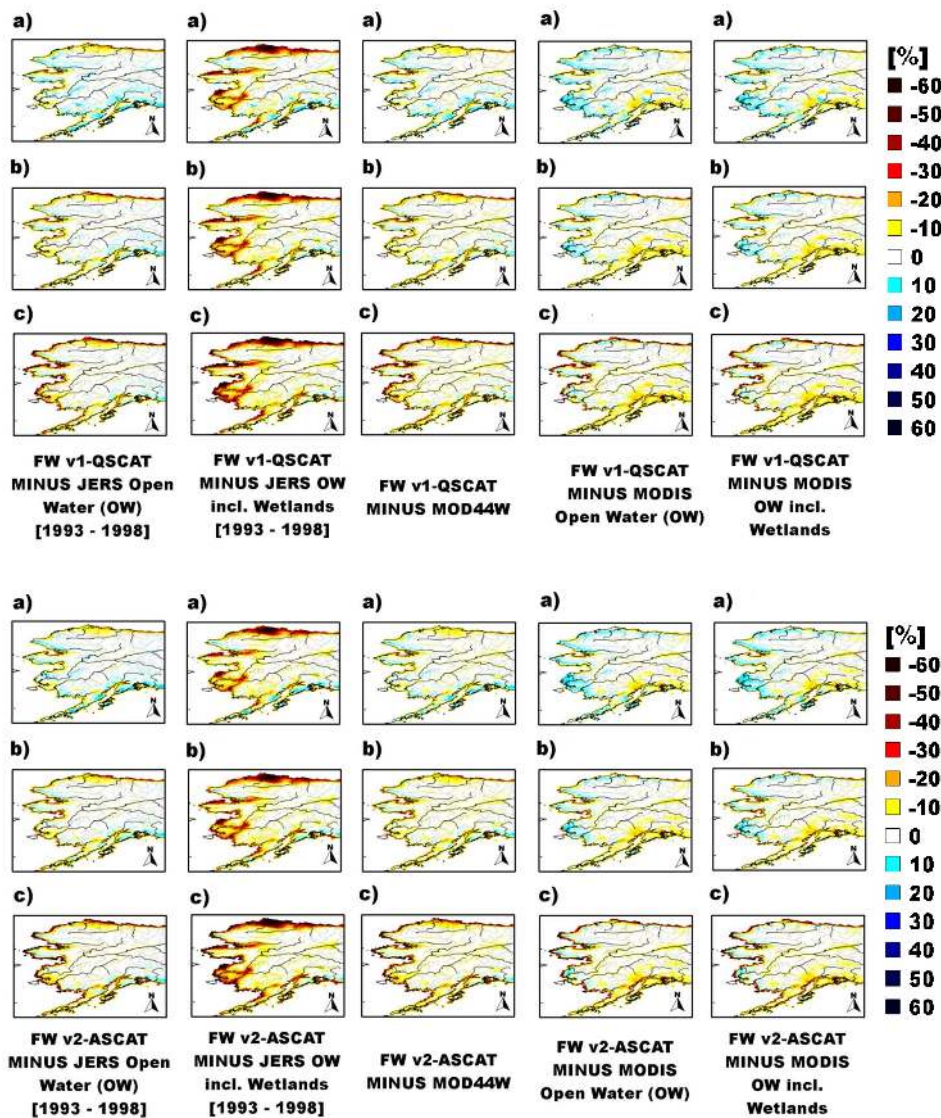 a) a) a) a) a)
N N N N N
b) b) b) b) b)
N N N N N
c) c) c) c) c)
N N N N N
[%]
-60
-50
-40
-30
-20
-10
0
10
20
30
40
50
60
FW v1-QSCAT
MINUS JERS Open
Water (OW)
[1993 - 1998]
FW v1-QSCAT
MINUS JERS OW
incl. Wetlands
[1993 - 1998]
FW v1-QSCAT
MINUS MOD44W
FW v1-QSCAT
MINUS MODIS
Open Water (OW)
FW v1-QSCAT
MINUS MODIS
OW incl.
Wetlands
a) a) a) a) a)
N N N N N
b) b) b) b) b)
N N N N N
c) c) c) c) c)
N N N N N
[%]
-60
-50
-40
-30
-20
-10
0
10
20
30
40
50
60
FW v2-ASCAT
MINUS JERS Open
Water (OW)
[1993 - 1998]
FW v2-ASCAT
MINUS JERS OW
incl. Wetlands
[1993 - 1998]
FW v2-ASCAT
MINUS MOD44W
FW v2-ASCAT
MINUS MODIS
Open Water (OW)
FW v2-ASCAT
MINUS MODIS
OW incl.
Wetlands